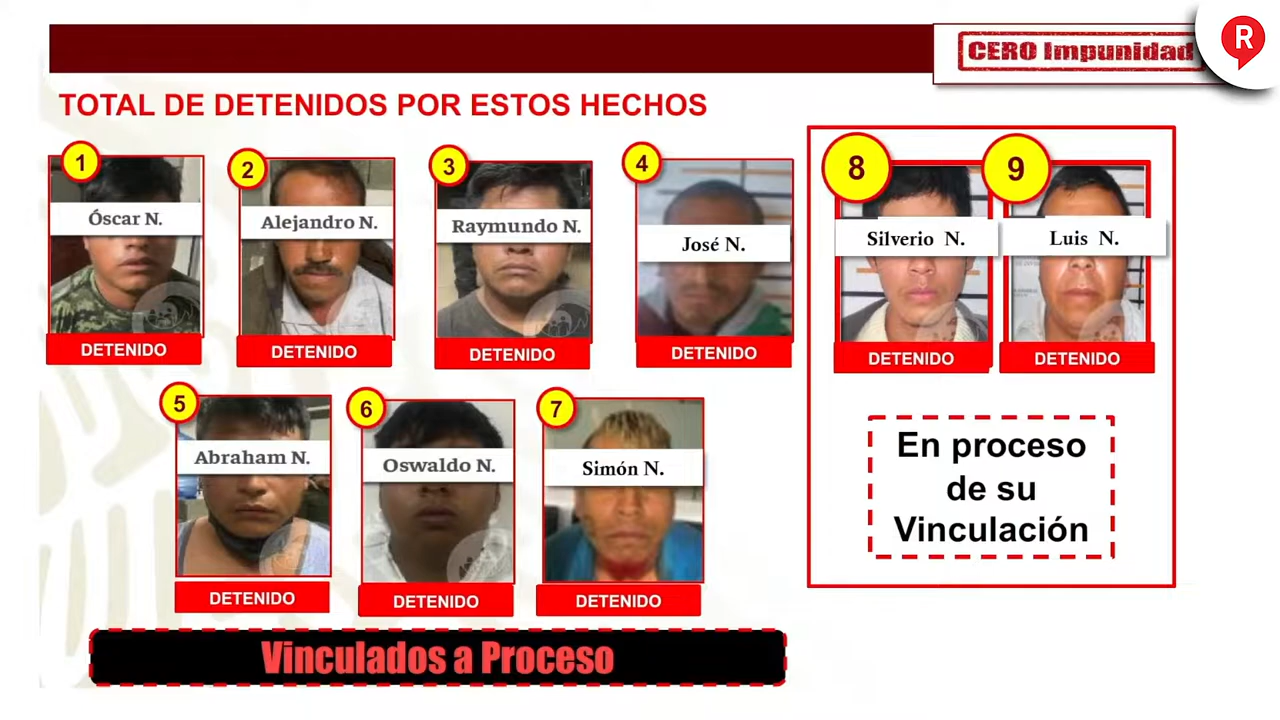 CERO Impunidad
R
TOTAL DE DETENIDOS POR ESTOS HECHOS
1
Óscar N.
DETENIDO
2
Alejandro N.
DETENIDO
3
Raymundo N.
DETENIDO
4
José N.
DETENIDO
8
Silverio N.
DETENIDO
9
Luis N.
DETENIDO
5
Abraham N.
DETENIDO
6
Oswaldo N.
DETENIDO
7
Simón N.
DETENIDO
En proceso
de su
Vinculación
Vinculados a Proceso